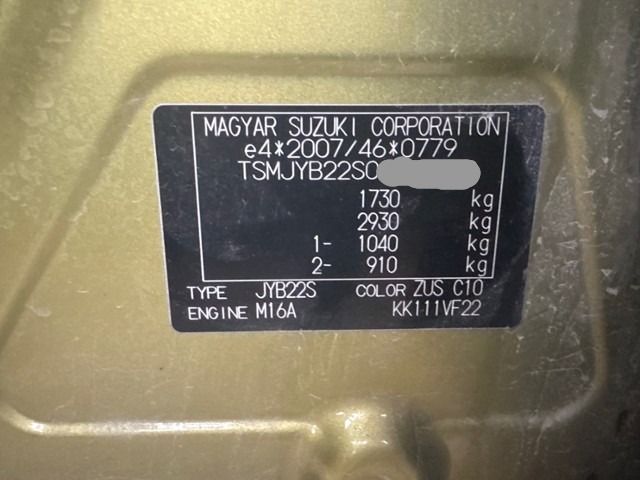 MAGYAR SUZUKI CORPORATION
e4*2007/46*0779
TSMJYB22S0
1730 kg
2930 kg
1- 1040 kg
2- 910 kg
TYPE JYB22S COLOR ZUS C10
ENGINE M16A KK111VF22